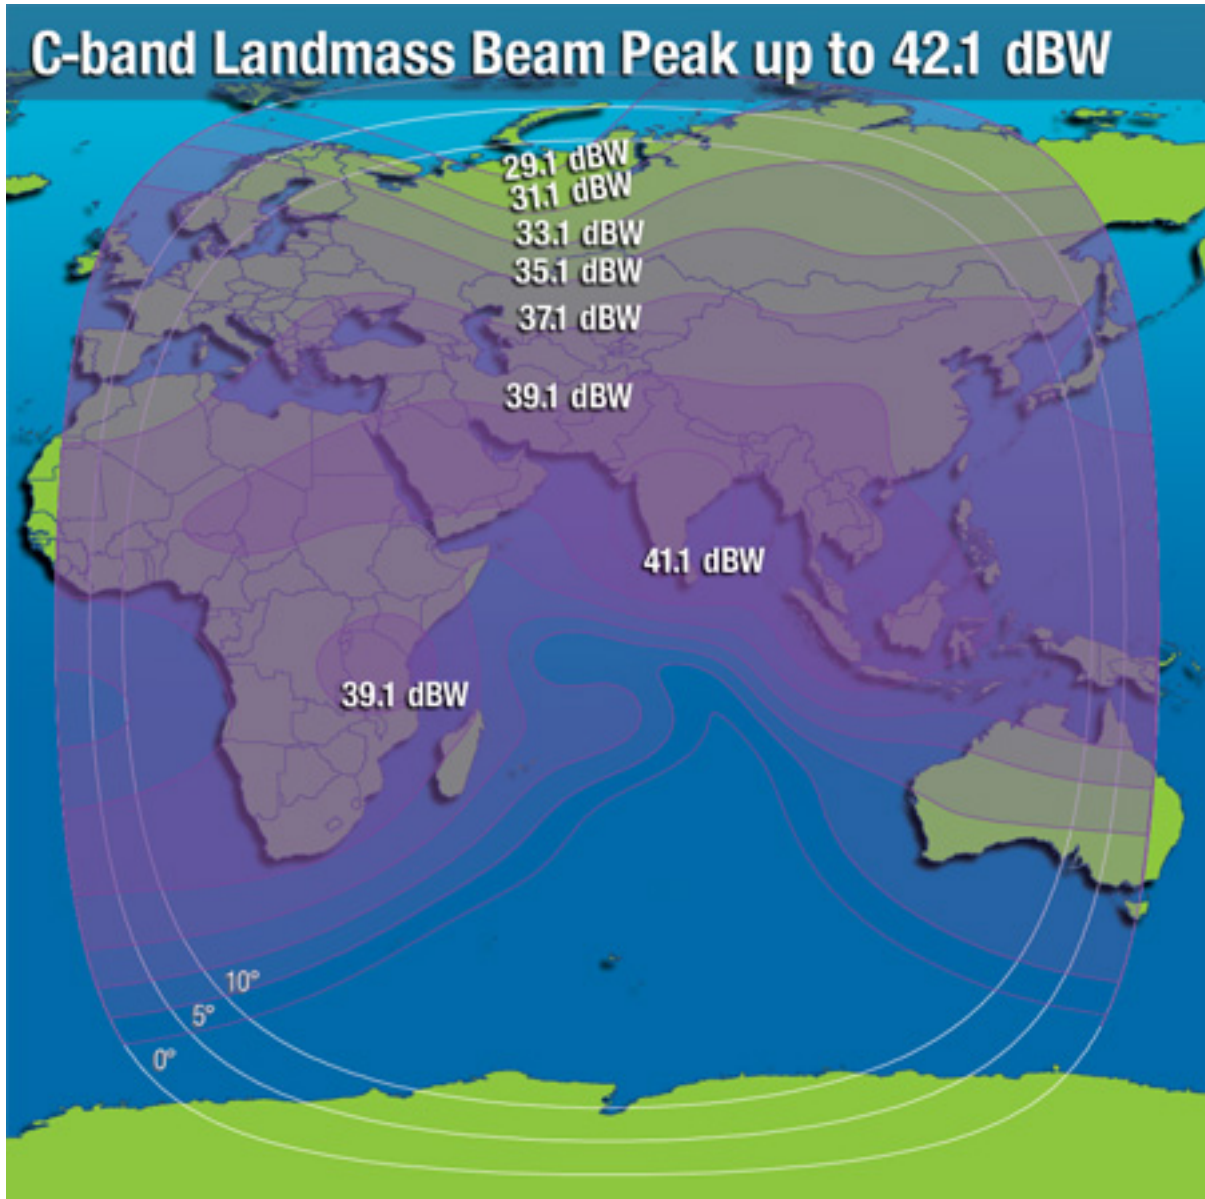 C-band Landmass Beam Peak up to 42.1 dBW
29.1 dBW
31.1 dBW
33.1 dBW
35.1 dBW
37.1 dBW
39.1 dBW
41.1 dBW
39.1 dBW
10°
5°
0°